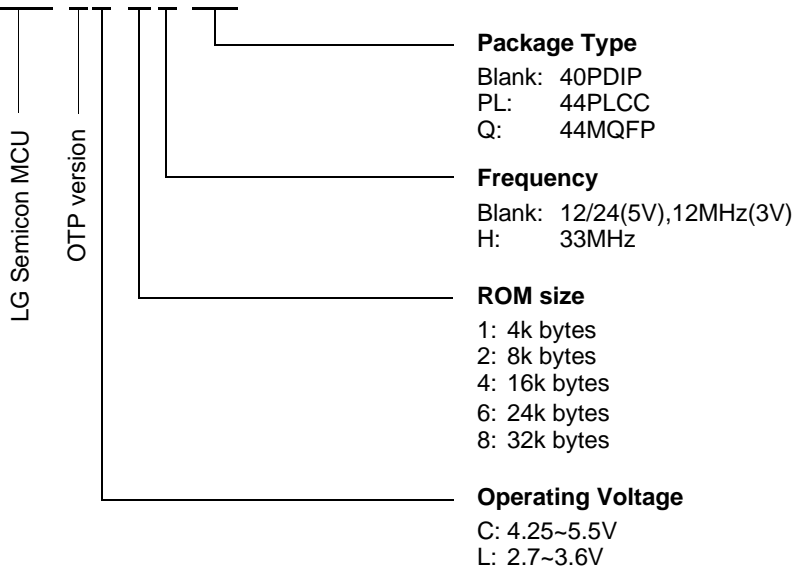 Package Type
Blank: 40PDIP
PL: 44PLCC
Q: 44MQFP
Frequency
Blank: 12/24(5V),12MHz(3V)
H: 33MHz
ROM size
1: 4k bytes
2: 8k bytes
4: 16k bytes
6: 24k bytes
8: 32k bytes
Operating Voltage
C: 4.25~5.5V
L: 2.7~3.6V
OTP version
LG Semicon MCU